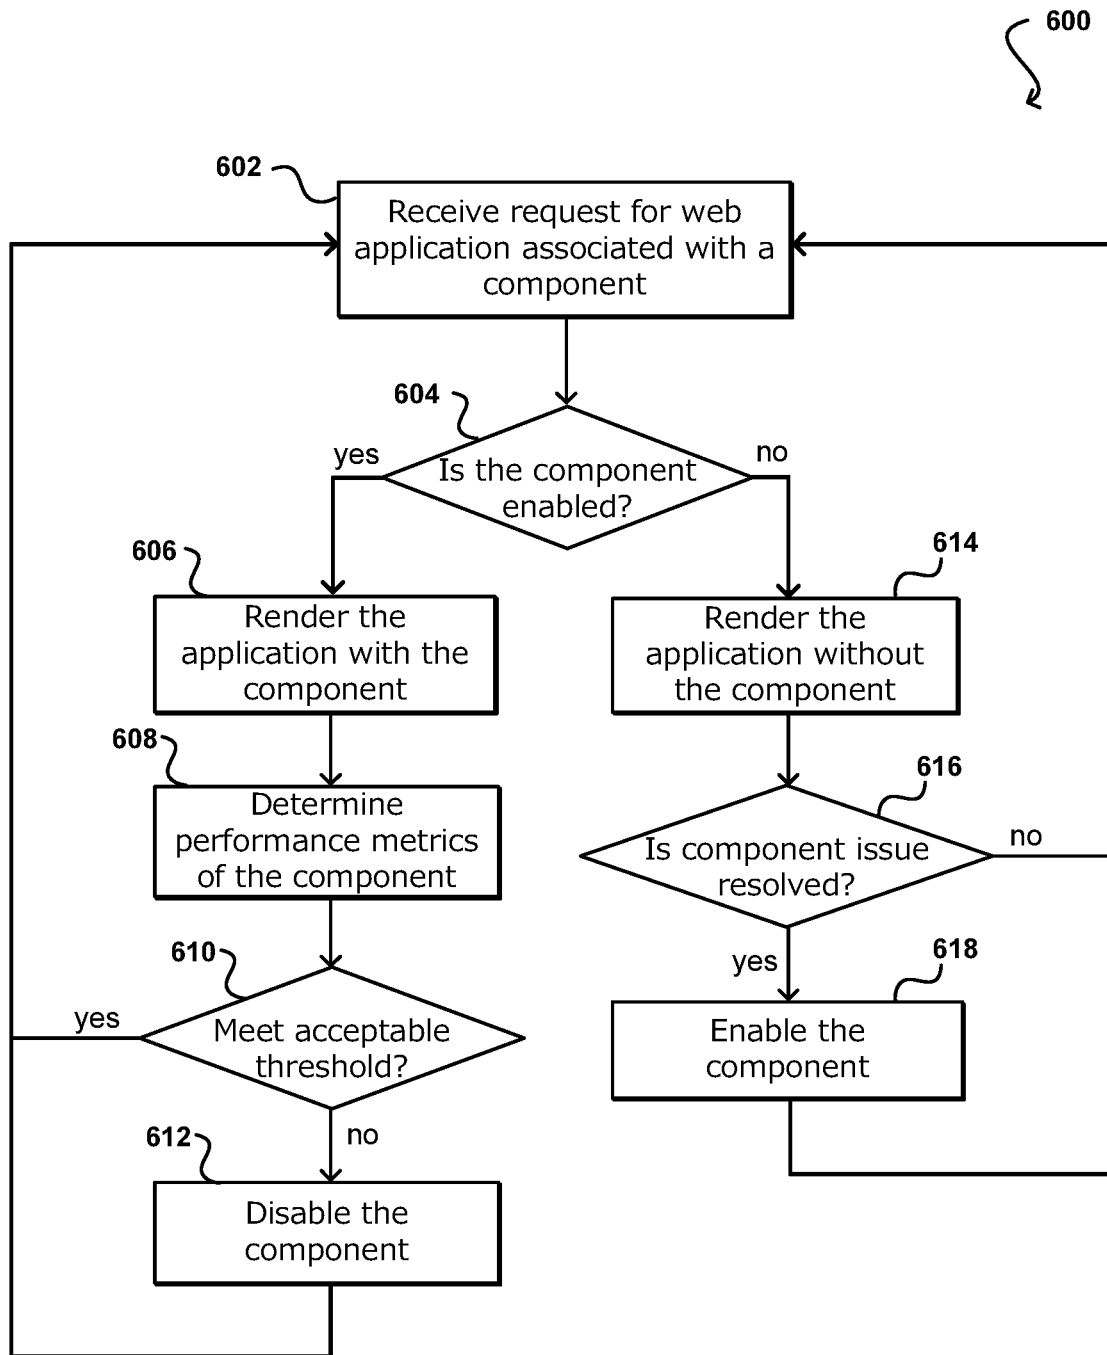 600
602
Receive request for web
application associated with a
component
604
yes
no
Is the component
enabled?
606
Render the
application with the
component
614
Render the
application without
the component
608
Determine
performance metrics
of the component
616
Is component issue
resolved?
no
yes
610
yes
Meet acceptable
threshold?
no
618
Enable the
component
612
Disable the
component